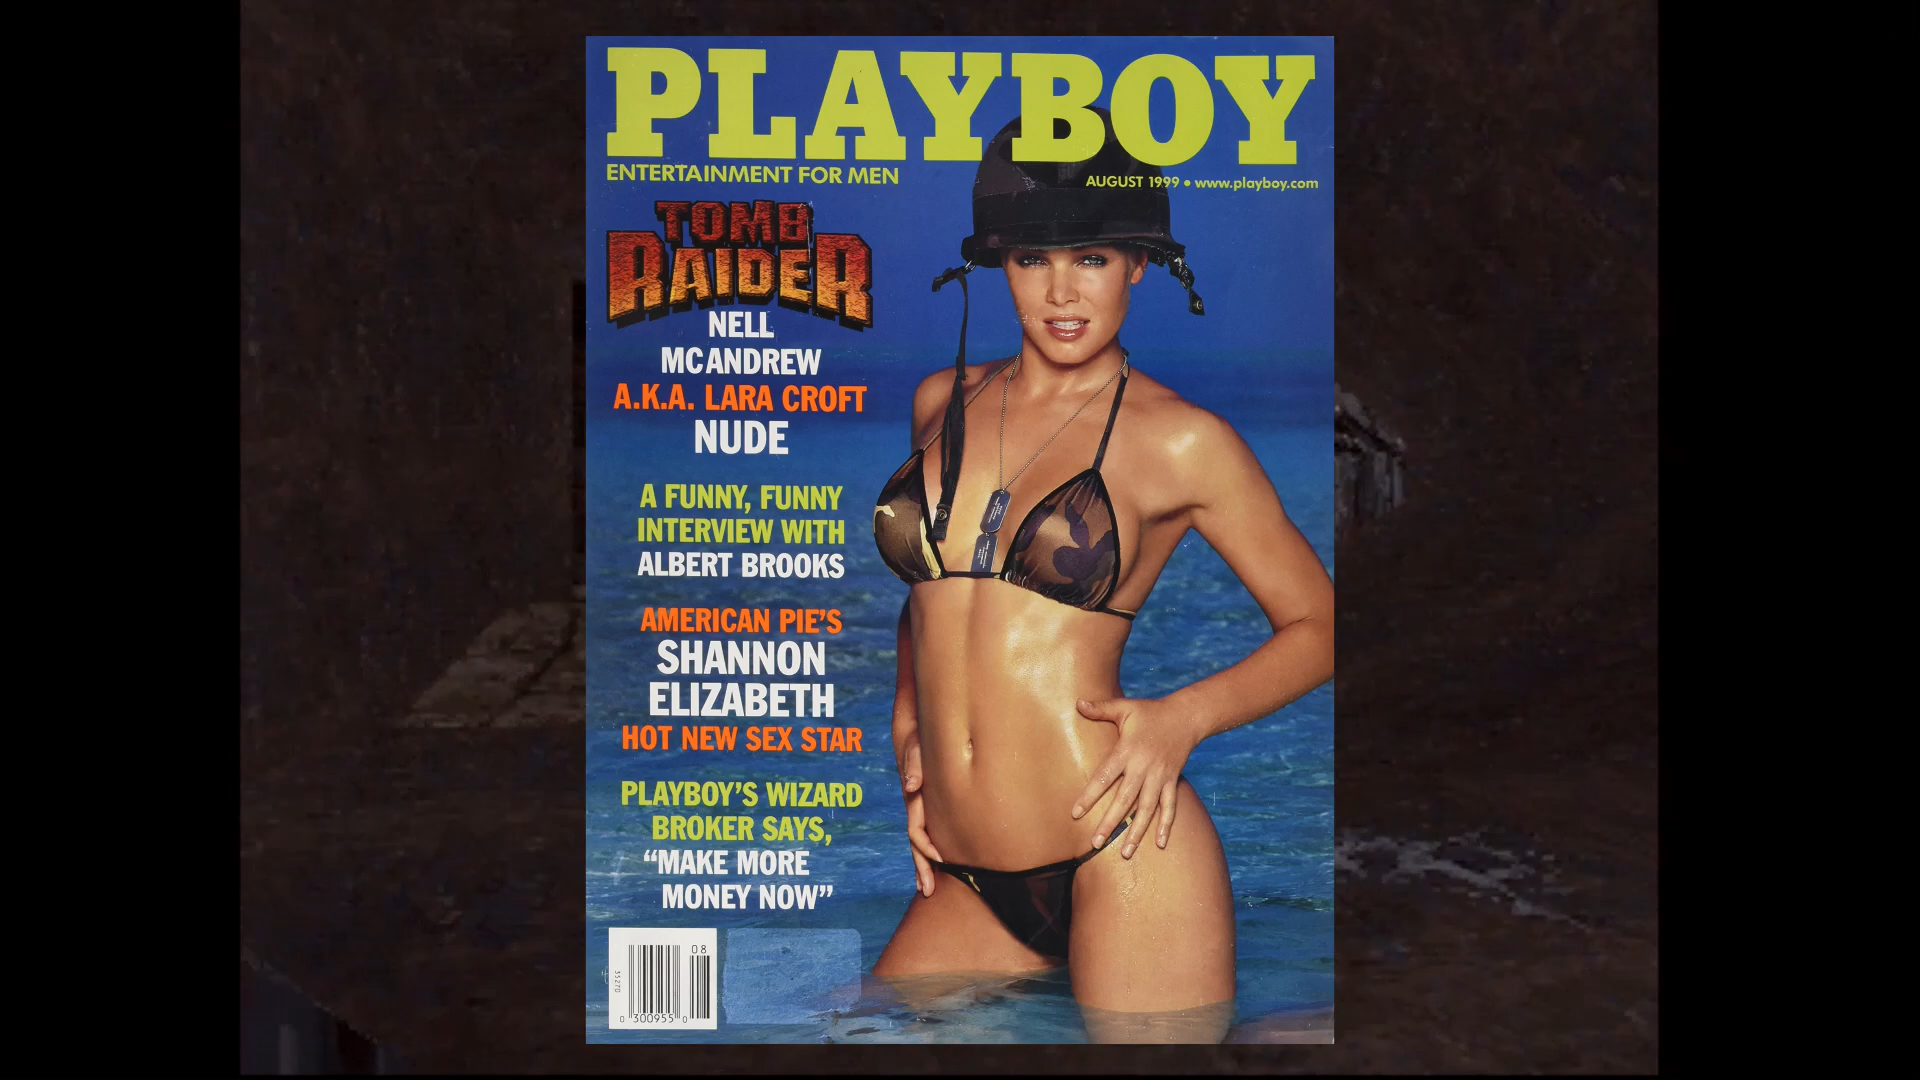 PLAYBOY
ENTERTAINMENT FOR MEN
AUGUST 1999 • www.playboy.com
TOMB
RAIDER
NELL
MCANDREW
A.K.A. LARA CROFT
NUDE
A FUNNY, FUNNY
INTERVIEW WITH
ALBERT BROOKS
AMERICAN PIE'S
SHANNON
ELIZABETH
HOT NEW SEX STAR
PLAYBOY'S WIZARD
BROKER SAYS,
“MAKE MORE
MONEY NOW”
08
35270
0 300955 0